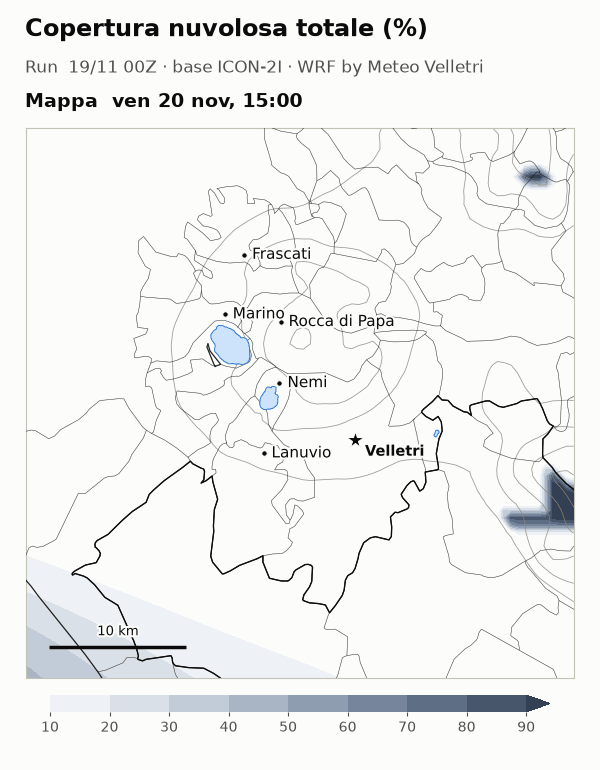 Copertura nuvolosa totale (%)
Run  19/11 00Z · base ICON-2I · WRF by Meteo Velletri
Mappa  ven 20 nov, 15:00
Frascati
Marino
Rocca di Papa
Nemi
Velletri
Lanuvio
10 km
10 20 30 40 50 60 70 80 90